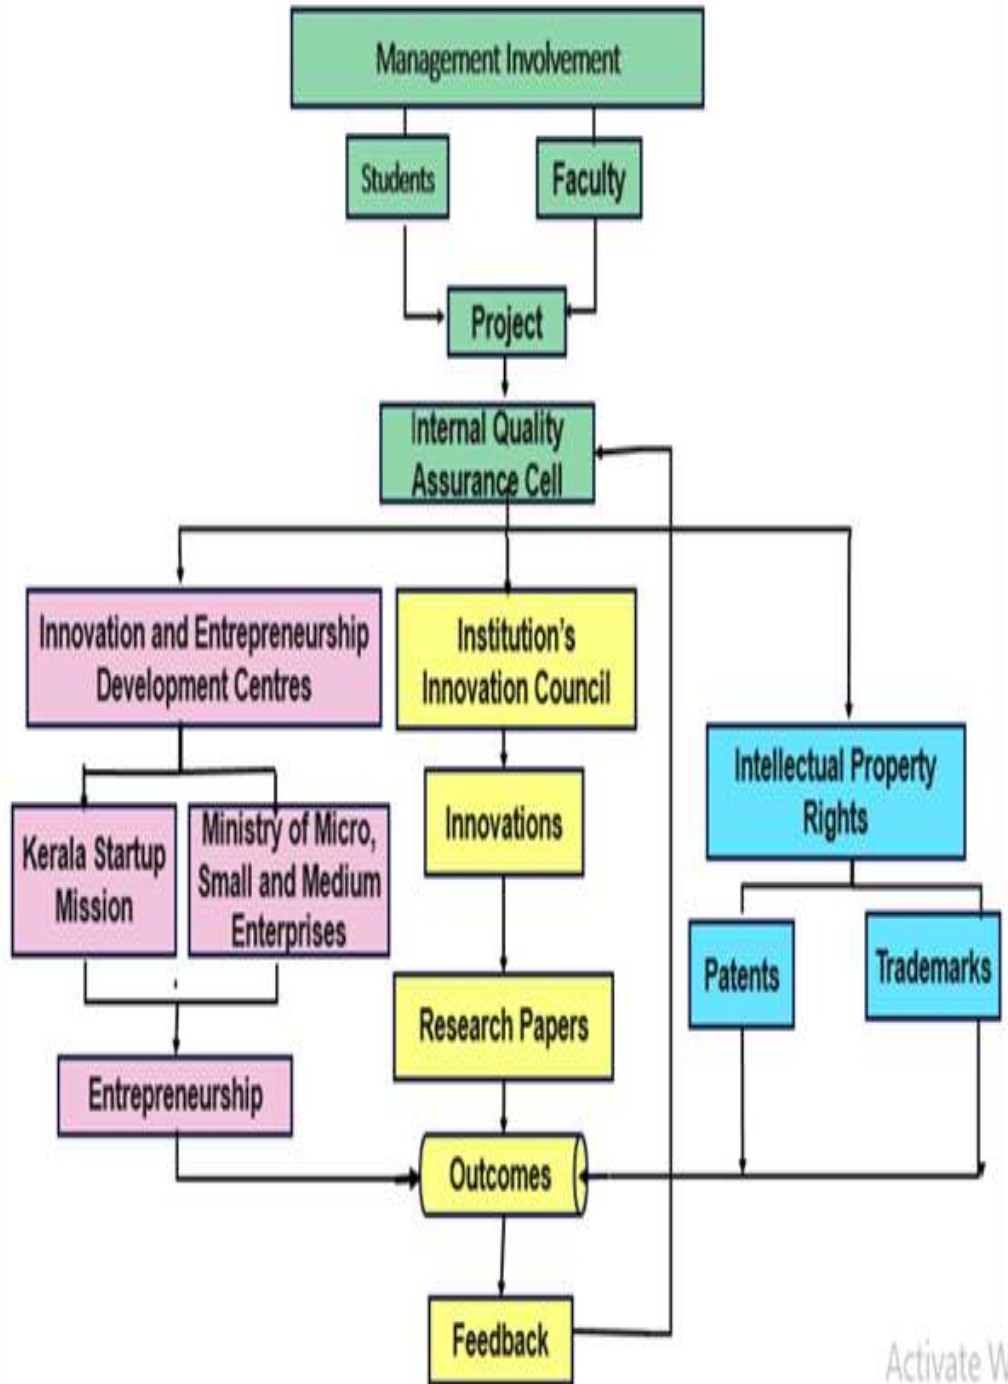 Management Involvement
Students
Faculty
Project
Internal Quality
Assurance Cell
Innovation and Entrepreneurship
Development Centres
Institution's
Innovation Council
Intellectual Property
Rights
Kerala Startup
Mission
Ministry of Micro,
Small and Medium
Enterprises
Innovations
Patents
Trademarks
Research Papers
Entrepreneurship
Outcomes
Feedback
Activate W